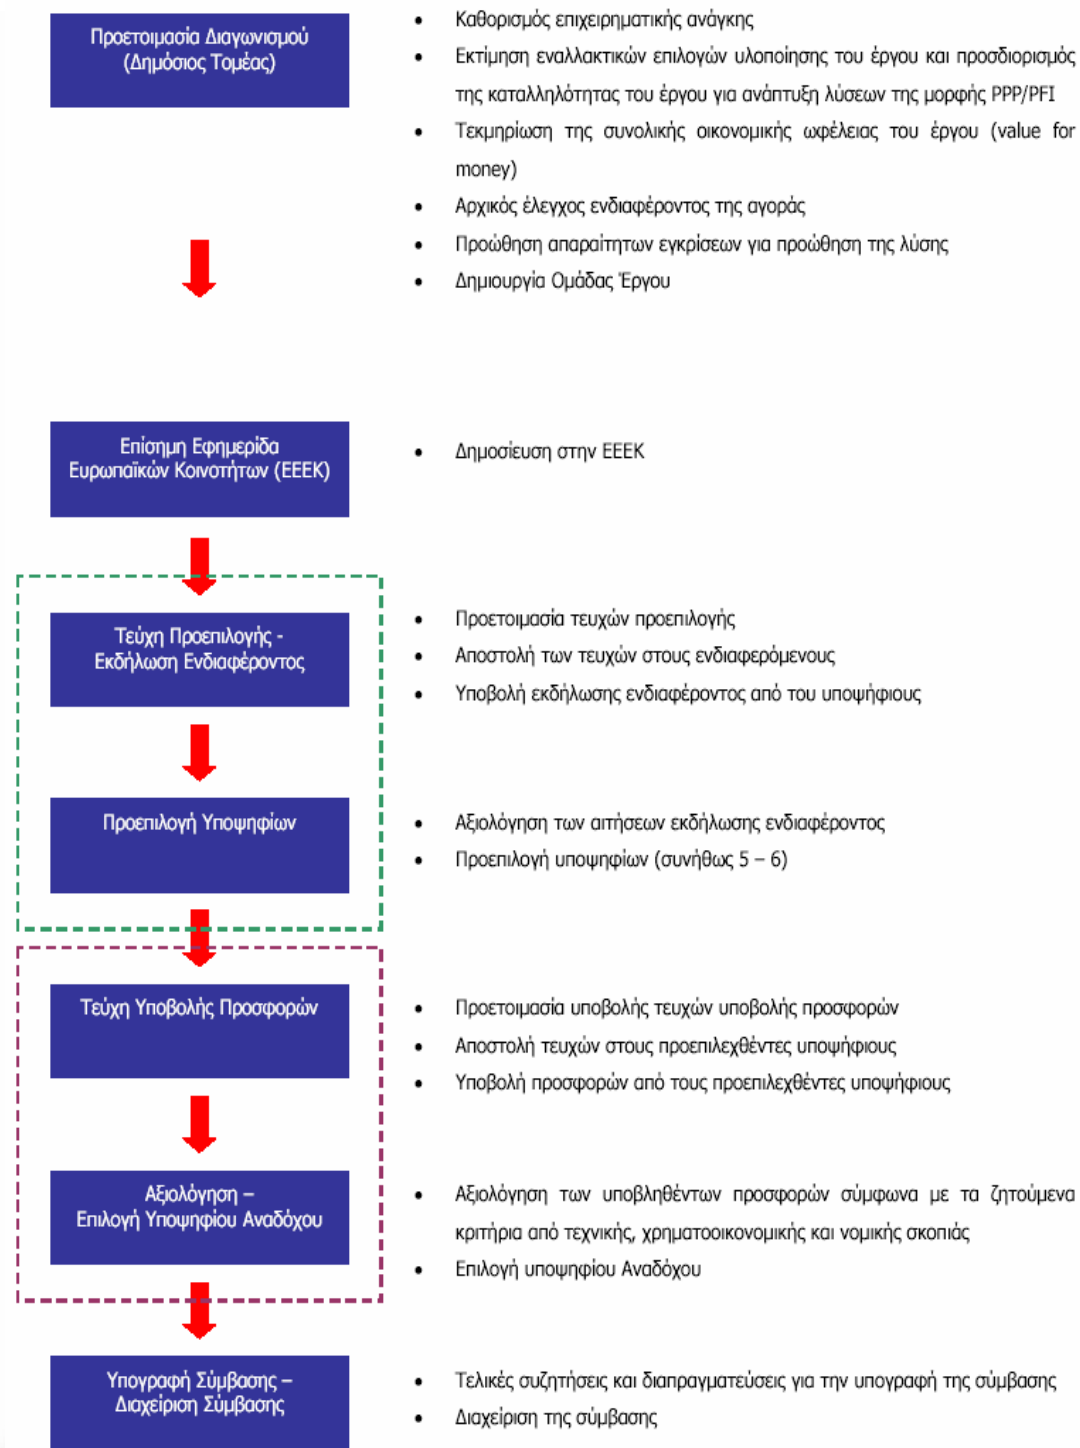 Προετοιμασία Διαγωνισμού
(Δημόσιος Τομέας)
• Καθορισμός επιχειρηματικής ανάγκης
• Εκτίμηση εναλλακτικών επιλογών υλοποίησης του έργου και προσδιορισμός
της καταλληλότητας του έργου για ανάπτυξη λύσεων της μορφής PPP/PFI
• Τεκμηρίωση της συνολικής οικονομικής ωφέλειας του έργου (value for
money)
• Αρχικός έλεγχος ενδιαφέροντος της αγοράς
• Προώθηση απαραίτητων εγκρίσεων για προώθηση της λύσης
• Δημιουργία Ομάδας Έργου
Επίσημη Εφημερίδα
Ευρωπαϊκών Κοινοτήτων (ΕΕΕΚ)
• Δημοσίευση στην ΕΕΕΚ
Τεύχη Προεπιλογής -
Εκδήλωση Ενδιαφέροντος
• Προετοιμασία τευχών προεπιλογής
• Αποστολή των τευχών στους ενδιαφερόμενους
• Υποβολή εκδήλωσης ενδιαφέροντος από του υποψήφιους
Προεπιλογή Υποψηφίων
• Αξιολόγηση των αιτήσεων εκδήλωσης ενδιαφέροντος
• Προεπιλογή υποψηφίων (συνήθως 5 – 6)
Τεύχη Υποβολής Προσφορών
• Προετοιμασία υποβολής τευχών υποβολής προσφορών
• Αποστολή τευχών στους προεπιλεχθέντες υποψήφιους
• Υποβολή προσφορών από τους προεπιλεχθέντες υποψήφιους
Αξιολόγηση –
Επιλογή Υποψηφίου Αναδόχου
• Αξιολόγηση των υποβληθέντων προσφορών σύμφωνα με τα ζητούμενα
κριτήρια από τεχνικής, χρηματοοικονομικής και νομικής σκοπιάς
• Επιλογή υποψηφίου Αναδόχου
Υπογραφή Σύμβασης –
Διαχείριση Σύμβασης
• Τελικές συζητήσεις και διαπραγματεύσεις για την υπογραφή της σύμβασης
• Διαχείριση της σύμβασης